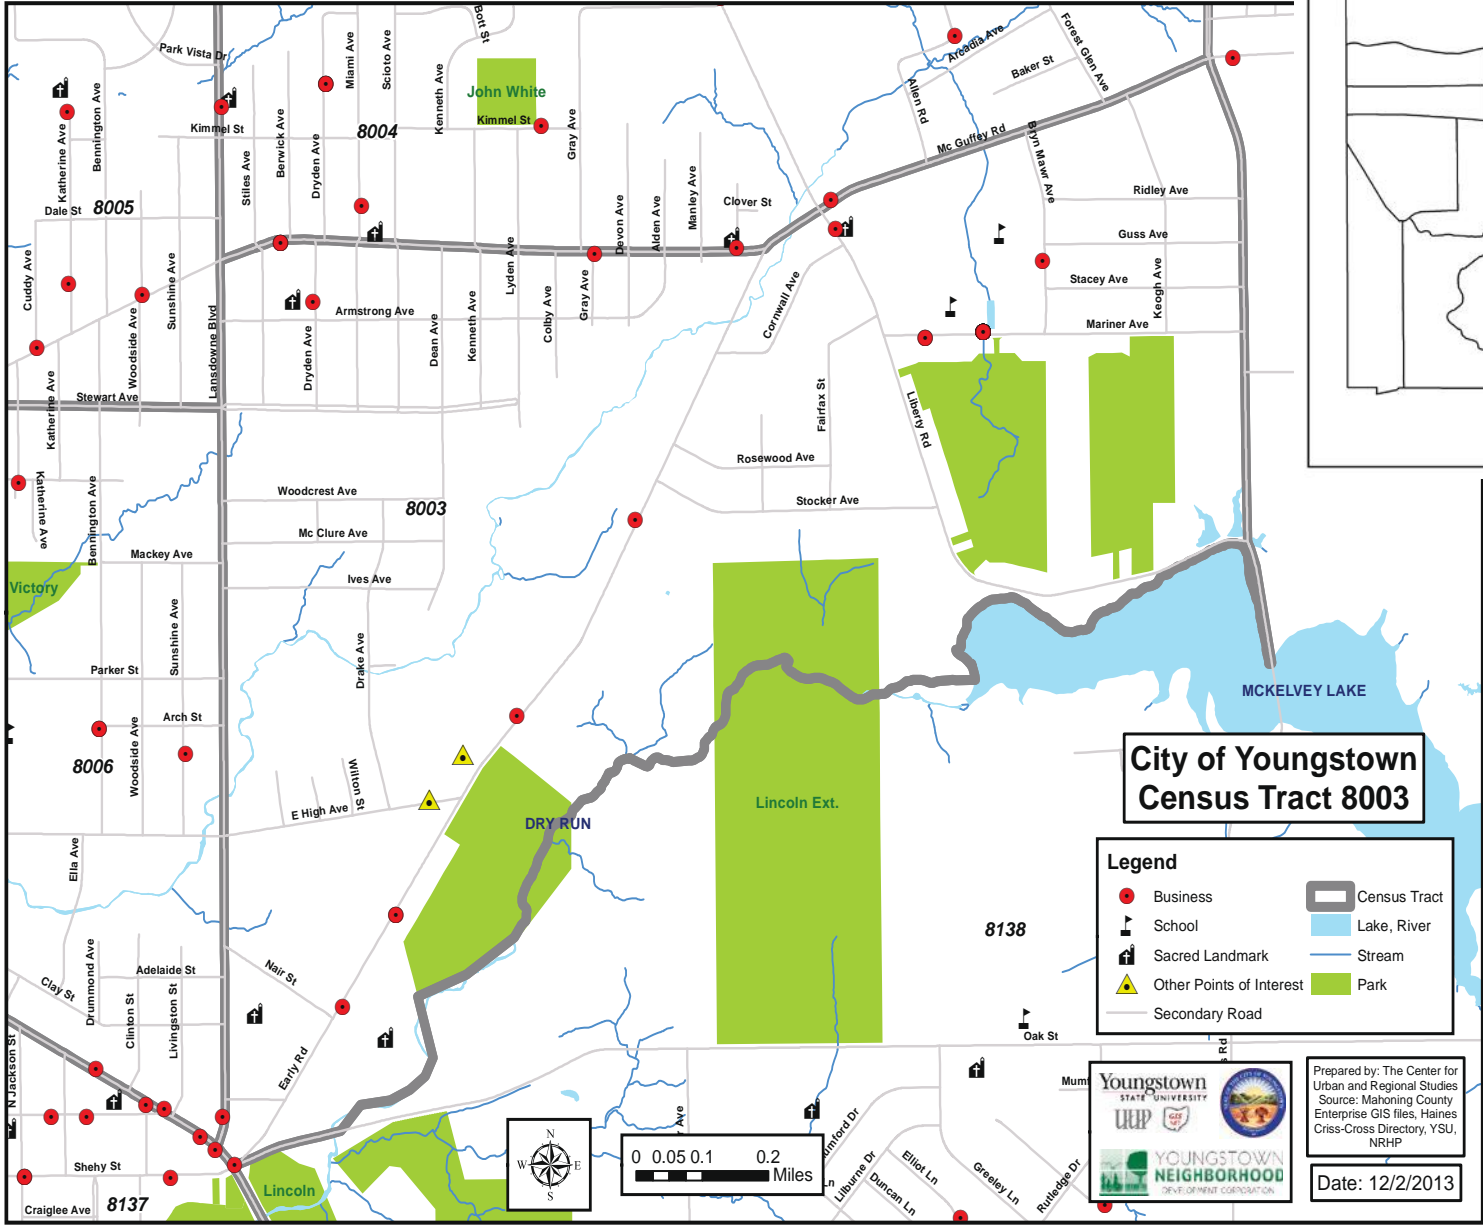 Park Vista Dr
Miami Ave
Scioto Ave
Bott St
Kenneth Ave
John White
Kimmel St
Gray Ave
Arcadia Ave
Forest Glen Ave
Baker St
Allen Rd
Mc Guffey Rd
Bryn Mawr Ave
Bennington Ave
Katherine Ave
Kimmel St
Berwick Ave
Stiles Ave
Dryden Ave
8004
Dale St
8005
Devon Ave
Alden Ave
Manley Ave
Clover St
Ridley Ave
Guss Ave
Stacey Ave
Keogh Ave
Mariner Ave
Cuddy Ave
Sunshine Ave
Woodside Ave
Lansdowne Blvd
Armstrong Ave
Dryden Ave
Dean Ave
Kenneth Ave
Lyden Ave
Colby Ave
Gray Ave
Cornwall Ave
Stewart Ave
Katherine Ave
Fairfax St
Liberty Rd
Rosewood Ave
Stocker Ave
Katherine Ave
Bennington Ave
Woodcrest Ave
8003
Mc Clure Ave
Mackey Ave
Ives Ave
Victory
Sunshine Ave
Drake Ave
Parker St
Arch St
Woodside Ave
8006
Wilton St
E High Ave
DRY RUN
Lincoln Ext.
MCKELVEY LAKE
City of Youngstown
Census Tract 8003
Legend
Business
School
Sacred Landmark
Other Points of Interest
Secondary Road
Census Tract
Lake, River
Stream
Park
Ella Ave
8138
Drummond Ave
Adelaide St
Clay St
Clinton St
Livingston St
Nair St
Early Rd
N Jackson St
Oak St
s Rd
Mumf
Shehy St
8137
Craiglee Ave
Lincoln
N
W E
S
0 0.05 0.1 0.2
Miles
r Ave
umford Dr
Ln
Lilburne Dr
Elliot Ln
Duncan Ln
Greeley Ln
Rutledge Dr
Youngstown
STATE UNIVERSITY
YOUNGSTOWN
NEIGHBORHOOD
DEVELOPMENT CORPORATION
Prepared by: The Center for
Urban and Regional Studies
Source: Mahoning County
Enterprise GIS files, Haines
Criss-Cross Directory, YSU,
NRHP
Date: 12/2/2013